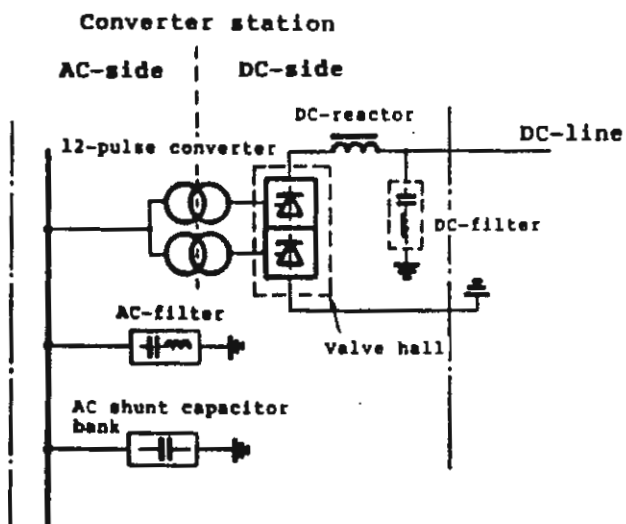 Converter station
AC-side
DC-side
DC-reactor
DC-line
12-pulse converter
DC-filter
AC-filter
Valve hall
AC shunt capacitor
bank